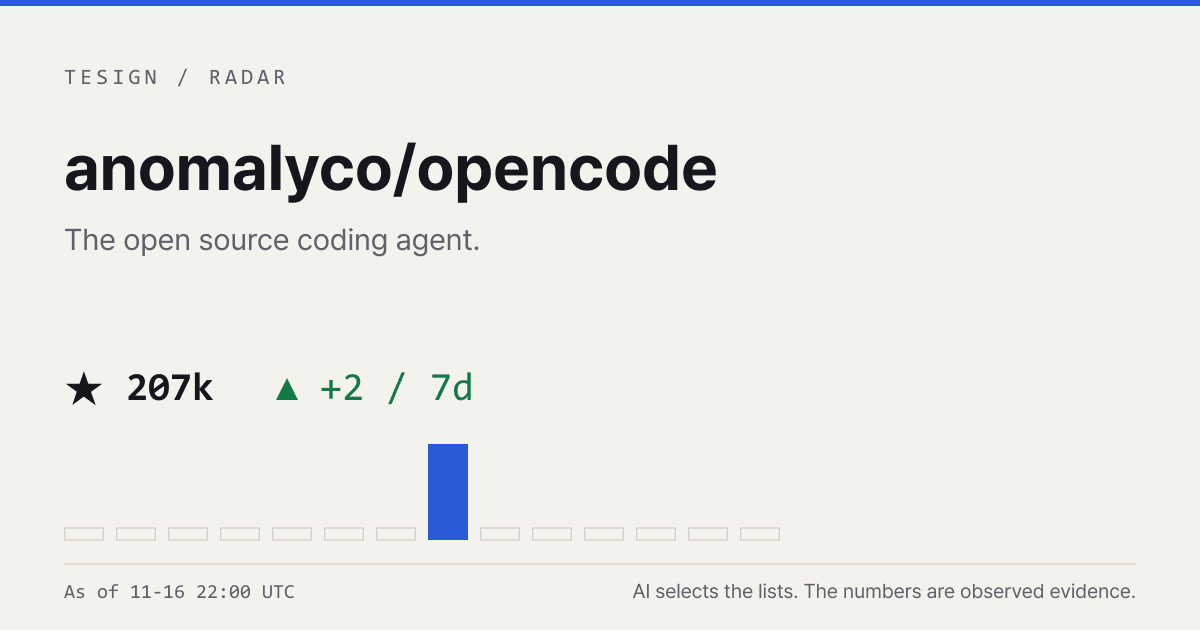 TESIGN / RADAR
anomalyco/opencode
The open source coding agent.
★ 207k ▲ +2 / 7d
As of 11-16 22:00 UTC
AI selects the lists. The numbers are observed evidence.